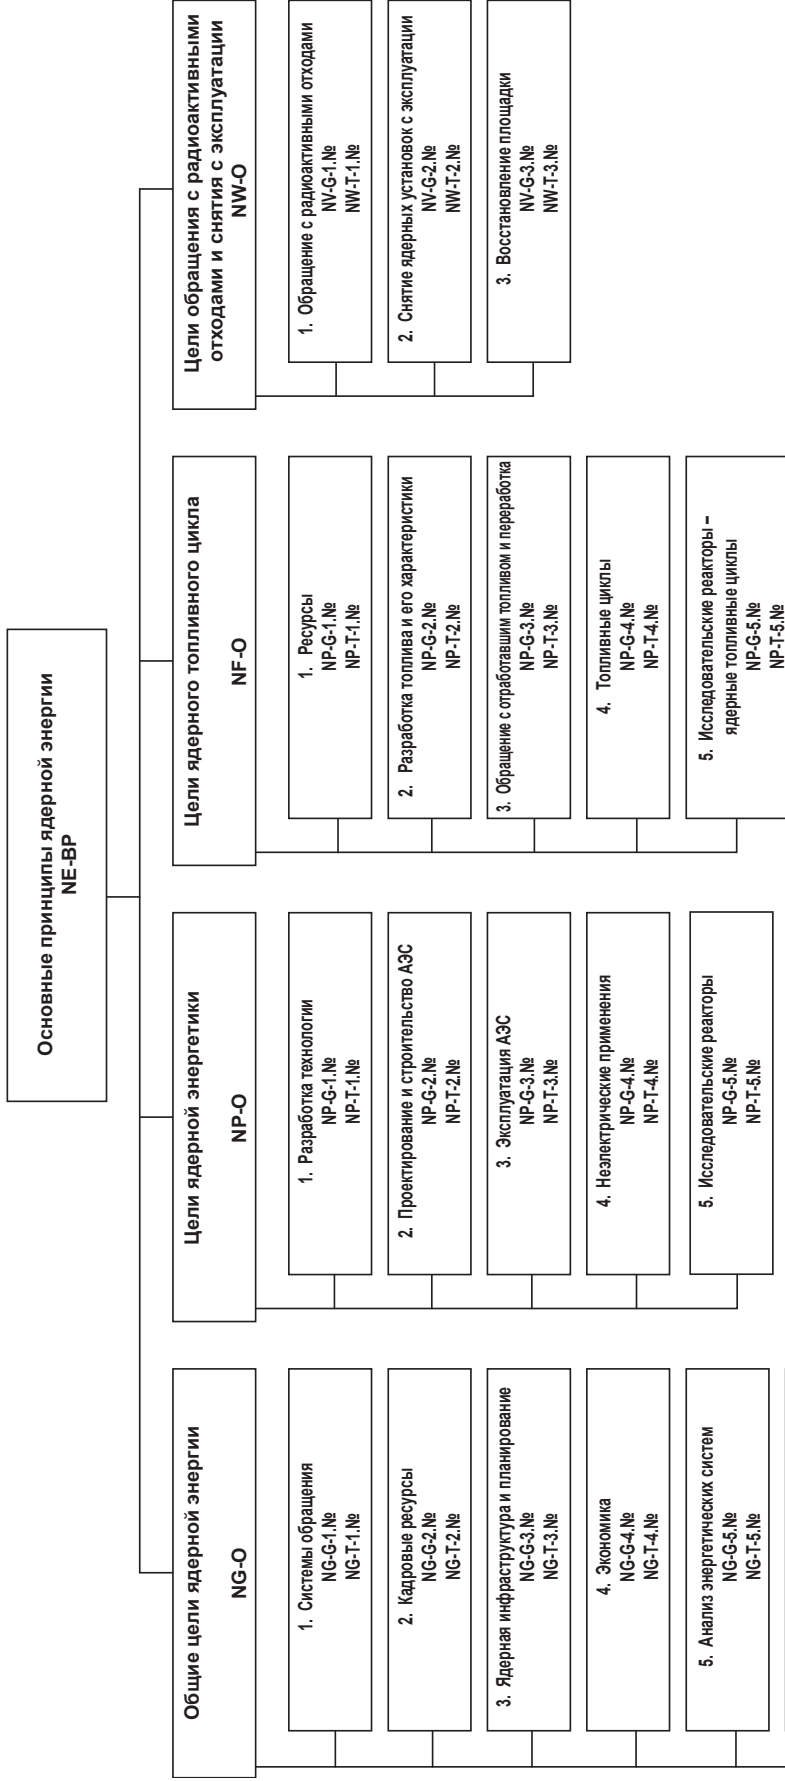 Основные принципы ядерной энергии
NE-BP
Общие цели ядерной энергии
NG-O
1. Системы обращения
NG-G-1.№
NG-T-1.№
2. Кадровые ресурсы
NG-G-2.№
NG-T-2.№
3. Ядерная инфраструктура и планирование
NG-G-3.№
NG-T-3.№
4. Экономика
NG-G-4.№
NG-T-4.№
5. Анализ энергетических систем
NG-G-5.№
NG-T-5.№
Цели ядерной энергетики
NP-O
1. Разработка технологии
NP-G-1.№
NP-T-1.№
2. Проектирование и строительство АЭС
NP-G-2.№
NP-T-2.№
3. Эксплуатация АЭС
NP-G-3.№
NP-T-3.№
4. Неэлектрические применения
NP-G-4.№
NP-T-4.№
5. Исследовательские реакторы
NP-G-5.№
NP-T-5.№
Цели ядерного топливного цикла
NF-O
1. Ресурсы
NP-G-1.№
NP-T-1.№
2. Разработка топлива и его характеристики
NP-G-2.№
NP-T-2.№
3. Обращение с отработавшим топливом и переработка
NP-G-3.№
NP-T-3.№
4. Топливные циклы
NP-G-4.№
NP-T-4.№
5. Исследовательские реакторы –
ядерные топливные циклы
NP-G-5.№
NP-T-5.№
Цели обращения с радиоактивными
отходами и снятия с эксплуатации
NW-O
1. Обращение с радиоактивными отходами
NV-G-1.№
NW-T-1.№
2. Снятие ядерных установок с эксплуатации
NV-G-2.№
NW-T-2.№
3. Восстановление площадки
NV-G-3.№
NW-T-3.№